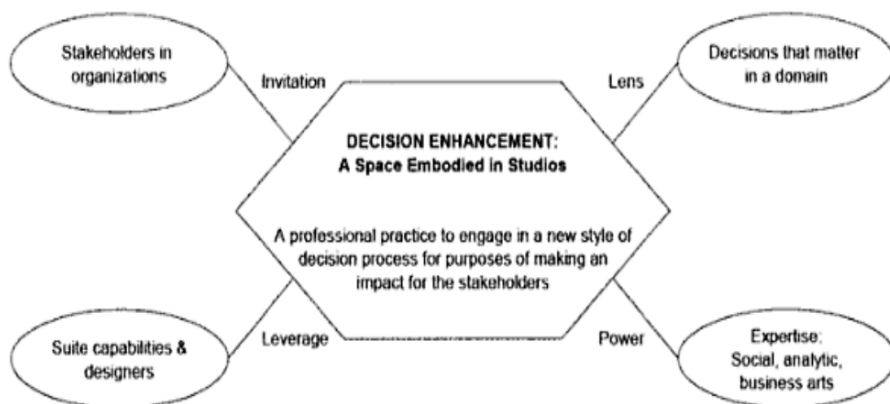 Stakeholders in
organizations
Invitation
Lens
Decisions that matter
in a domain
DECISION ENHANCEMENT:
A Space Embodied in Studios
A professional practice to engage in a new style of
decision process for purposes of making an
impact for the stakeholders
Suite capabilities &
designers
Leverage
Power
Expertise:
Social, analytic,
business arts